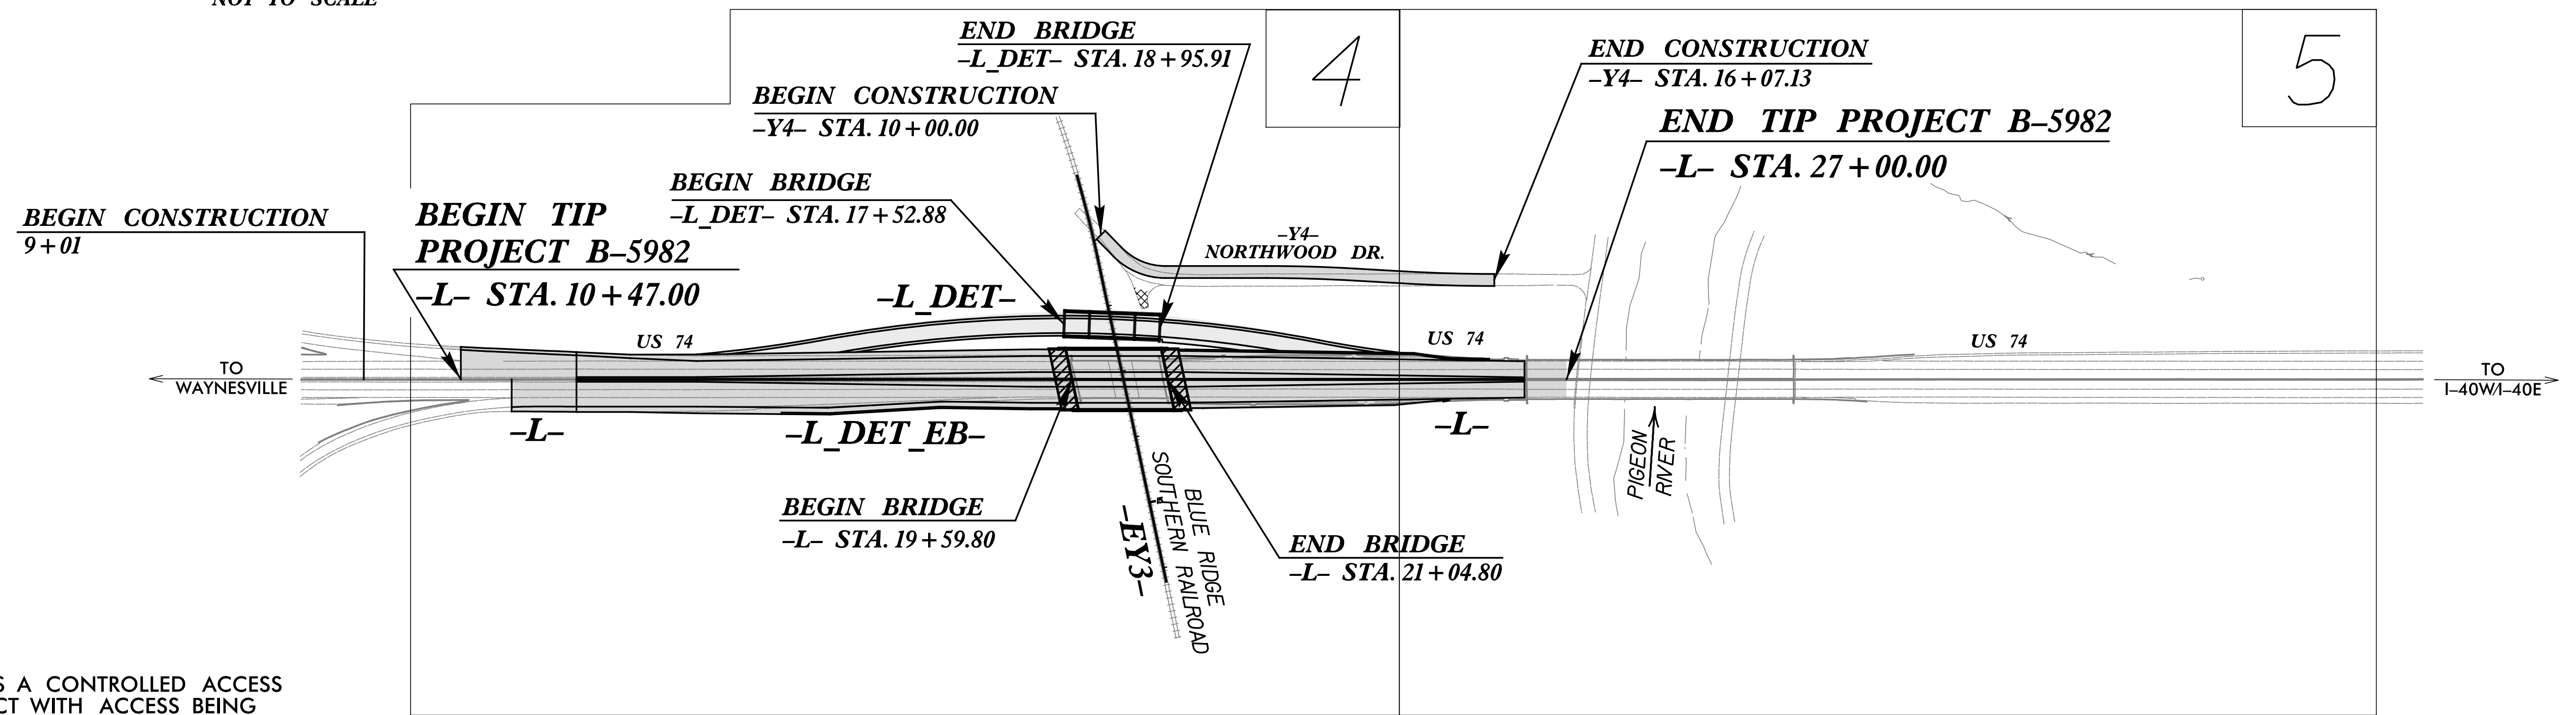 NOT TO SCALE
END BRIDGE
–L_DET– STA. 18+95.91
4
5
END CONSTRUCTION
–Y4– STA. 16+07.13
BEGIN CONSTRUCTION
–Y4– STA. 10+00.00
END TIP PROJECT B–5982
–L– STA. 27+00.00
BEGIN BRIDGE
–L_DET– STA. 17+52.88
BEGIN CONSTRUCTION
9+01
BEGIN TIP
PROJECT B–5982
–L– STA. 10+47.00
–Y4–
NORTHWOOD DR.
–L_DET–
US 74
US 74
US 74
TO
WAYNESVILLE
TO
I–40W/I–40E
–L–
–L_DET_EB–
–L–
PIGEON
RIVER
BEGIN BRIDGE
–L– STA. 19+59.80
–EY3–
BLUE RIDGE
SOUTHERN RAILROAD
END BRIDGE
–L– STA. 21+04.80
S A CONTROLLED ACCESS
CT WITH ACCESS BEING